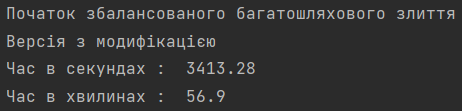 Початок збалансованого багатошляхового злиття
Версія з модифікацією
Час в секундах :  3413.28
Час в хвилинах :  56.9